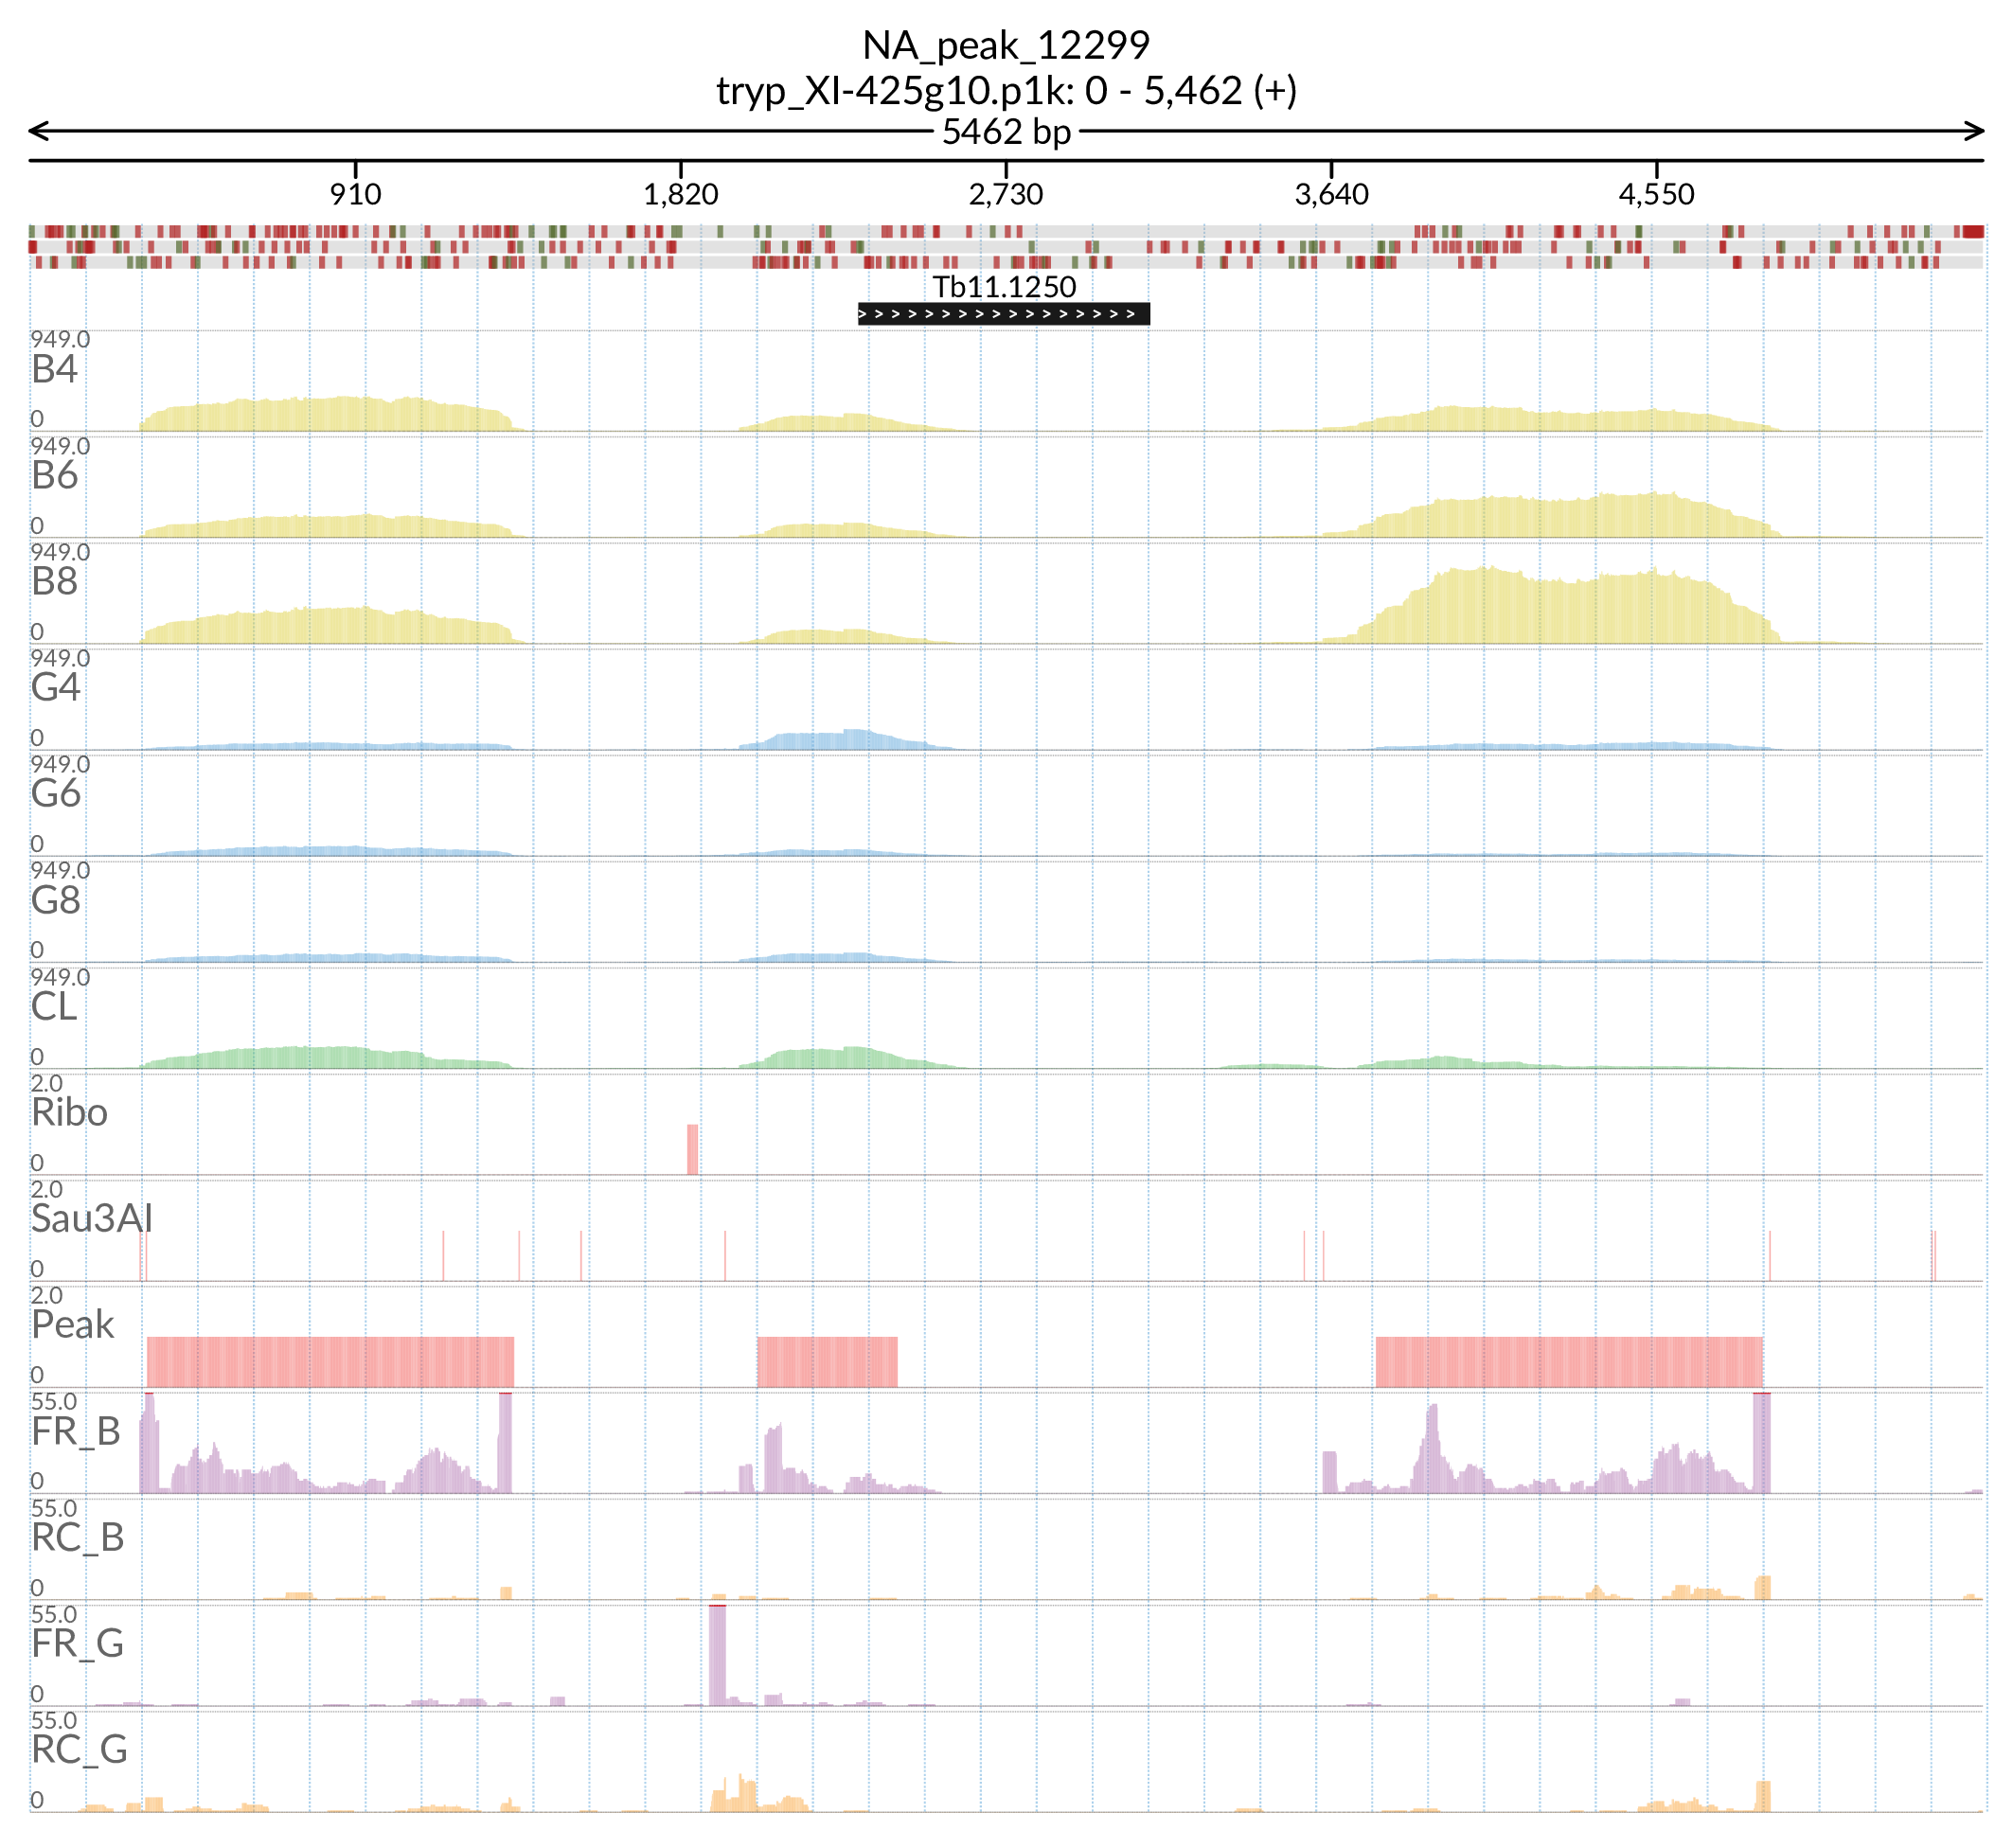 NA_peak_12299
tryp_XI-425g10.p1k: 0 - 5,462 (+)
5462 bp
910 1,820 2,730 3,640 4,550
Tb11.1250
949.0
B4
0
949.0
B6
0
949.0
B8
0
949.0
G4
0
949.0
G6
0
949.0
G8
0
949.0
CL
0
2.0
Ribo
0
2.0
Sau3AI
0
2.0
Peak
0
55.0
FR_B
0
55.0
RC_B
0
55.0
FR_G
0
55.0
RC_G
0